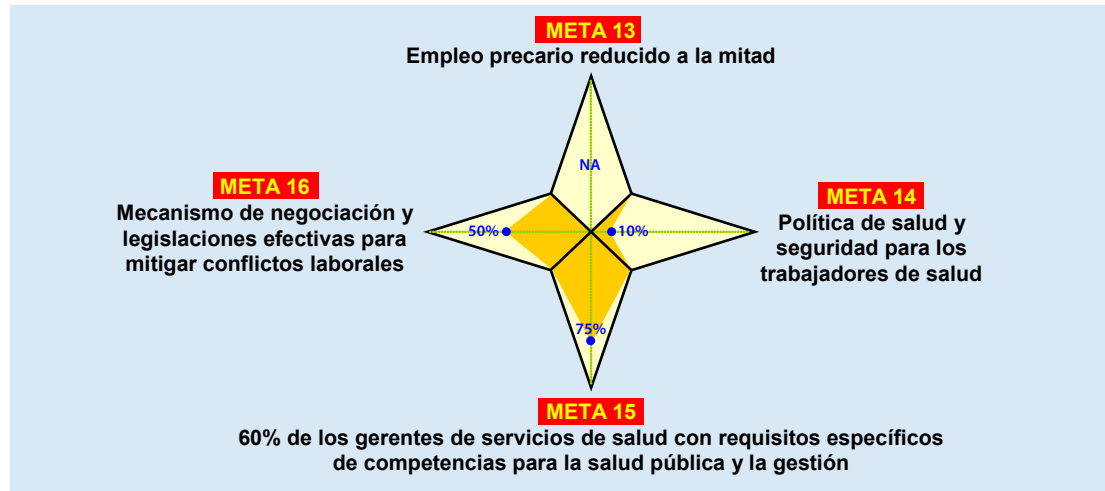 META 13
Empleo precario reducido a la mitad
NA
META 16
Mecanismo de negociación y
legislaciones efectivas para
mitigar conflictos laborales
50%
10%
META 14
Política de salud y
seguridad para los
trabajadores de salud
75%
META 15
60% de los gerentes de servicios de salud con requisitos específicos
de competencias para la salud pública y la gestión